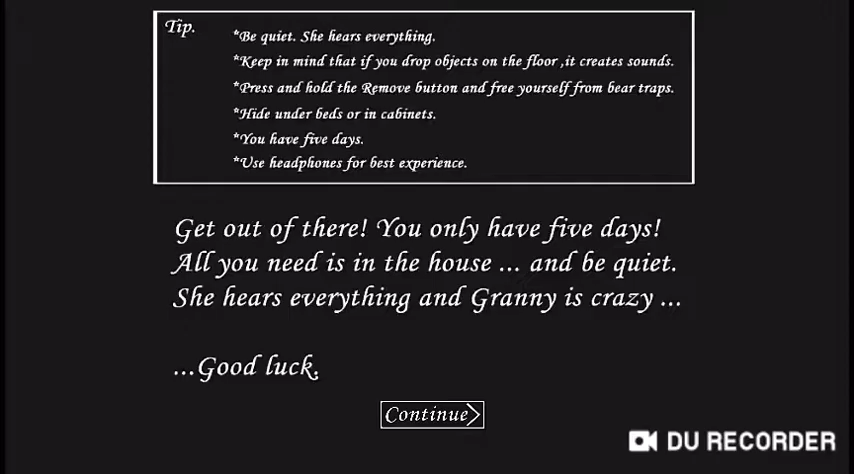 Tip.
*Be quiet. She hears everything.
*Keep in mind that if you drop objects on the floor ,it creates sounds.
*Press and hold the Remove button and free yourself from bear traps.
*Hide under beds or in cabinets.
*You have five days.
*Use headphones for best experience.
Get out of there! You only have five days!
All you need is in the house ... and be quiet.
She hears everything and Granny is crazy ...
...Good luck.
Continue>
DU RECORDER